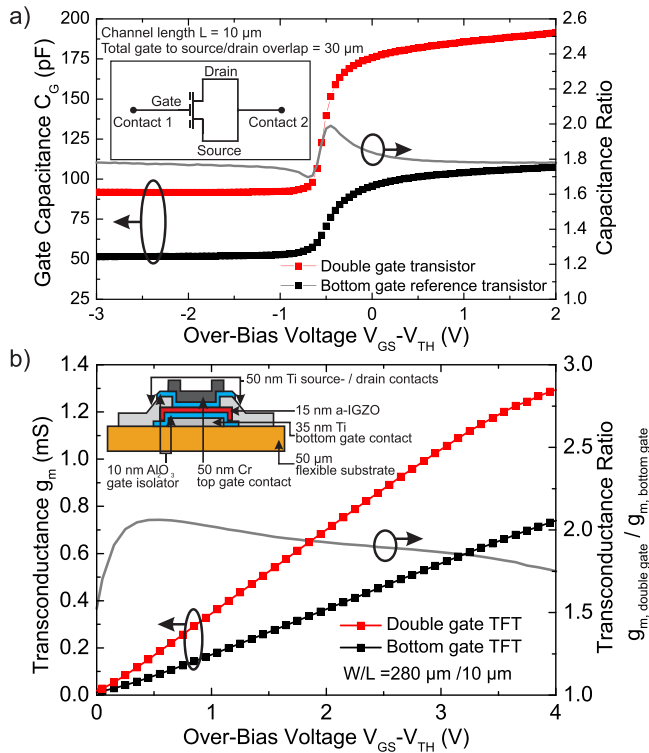 a)
Channel length L = 10 µm
Total gate to source/drain overlap = 30 µm
Drain
Gate
Contact 1
Contact 2
Source
Gate Capacitance C_G (pF)
200
175
150
125
100
75
50
25
2.6
2.4
2.2
2.0
1.8
1.6
1.4
1.2
1.0
Capacitance Ratio
Double gate transistor
Bottom gate reference transistor
-3 -2 -1 0 1 2
Over-Bias Voltage V_GS-V_TH (V)
b)
Transconductance g_m (mS)
1.4
1.2
1.0
0.8
0.6
0.4
0.2
0.0
50 nm Ti source- / drain contacts
15 nm a-IGZO
35 nm Ti
bottom gate contact
50 µm
flexible substrate
10 nm AlO_3
gate isolator
50 nm Cr
top gate contact
3.0
2.5
2.0
1.5
1.0
Transconductance Ratio
g_m, double gate / g_m, bottom gate
Double gate TFT
Bottom gate TFT
W/L =280 µm /10 µm
0 1 2 3 4
Over-Bias Voltage V_GS-V_TH (V)